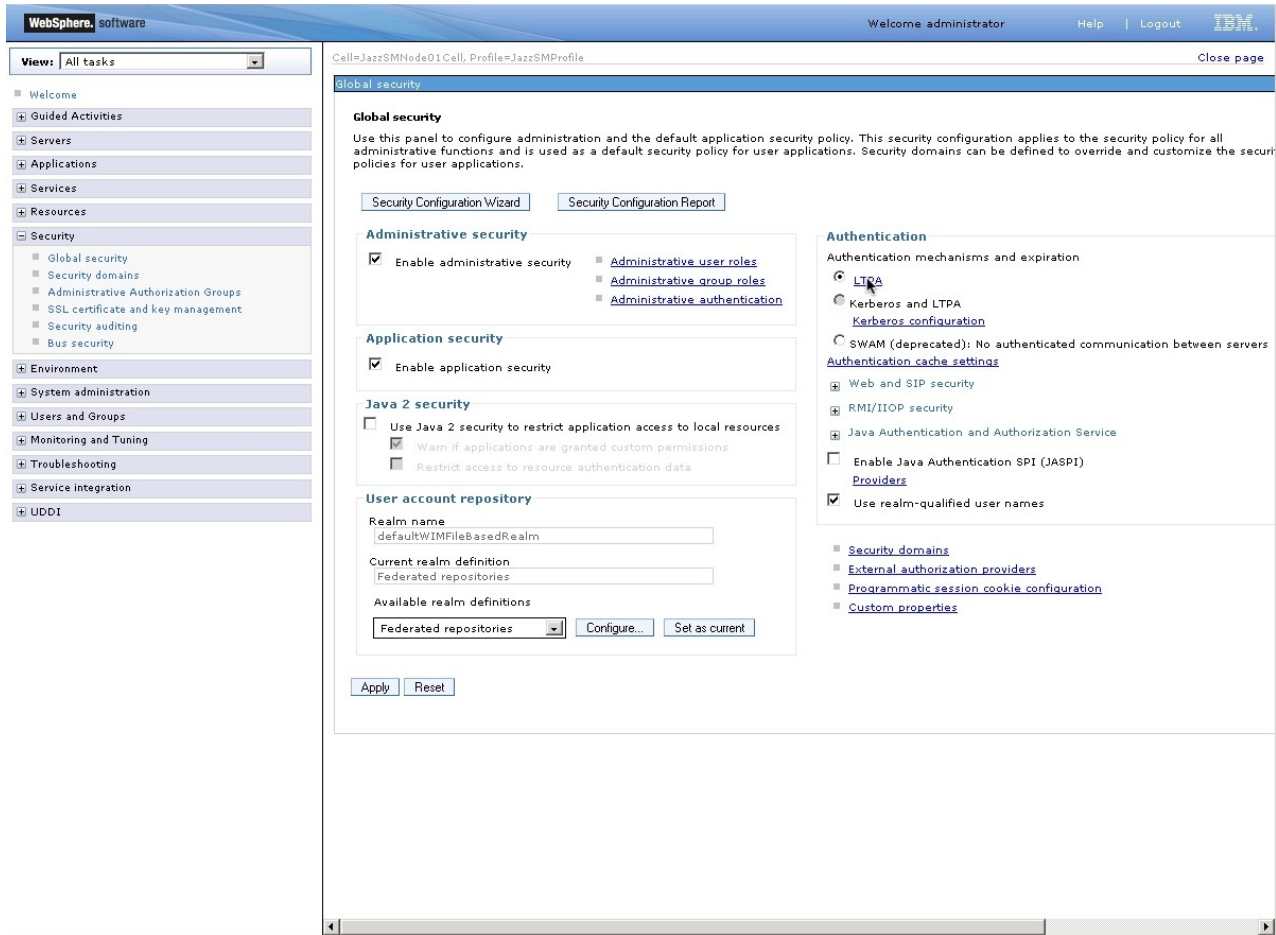 WebSphere. software
Welcome administrator
Help | Logout
IBM.
View: All tasks
Welcome
Guided Activities
Servers
Applications
Services
Resources
Security
Global security
Security domains
Administrative Authorization Groups
SSL certificate and key management
Security auditing
Bus security
Environment
System administration
Users and Groups
Monitoring and Tuning
Troubleshooting
Service integration
UDDI
Cell=JazzSMNode01Cell, Profile=JazzSMProfile
Close page
Global security
Global security
Use this panel to configure administration and the default application security policy. This security configuration applies to the security policy for all
administrative functions and is used as a default security policy for user applications. Security domains can be defined to override and customize the securi
policies for user applications.
Security Configuration Wizard
Security Configuration Report
Administrative security
Enable administrative security
Administrative user roles
Administrative group roles
Administrative authentication
Application security
Enable application security
Java 2 security
Use Java 2 security to restrict application access to local resources
Warn if applications are granted custom permissions
Restrict access to resource authentication data
User account repository
Realm name
defaultWIMFileBasedRealm
Current realm definition
Federated repositories
Available realm definitions
Federated repositories
Configure...
Set as current
Apply
Reset
Authentication
Authentication mechanisms and expiration
LTPA
Kerberos and LTPA
Kerberos configuration
SWAM (deprecated): No authenticated communication between servers
Authentication cache settings
Web and SIP security
RMI/IIOP security
Java Authentication and Authorization Service
Enable Java Authentication SPI (JASPI)
Providers
Use realm-qualified user names
Security domains
External authorization providers
Programmatic session cookie configuration
Custom properties